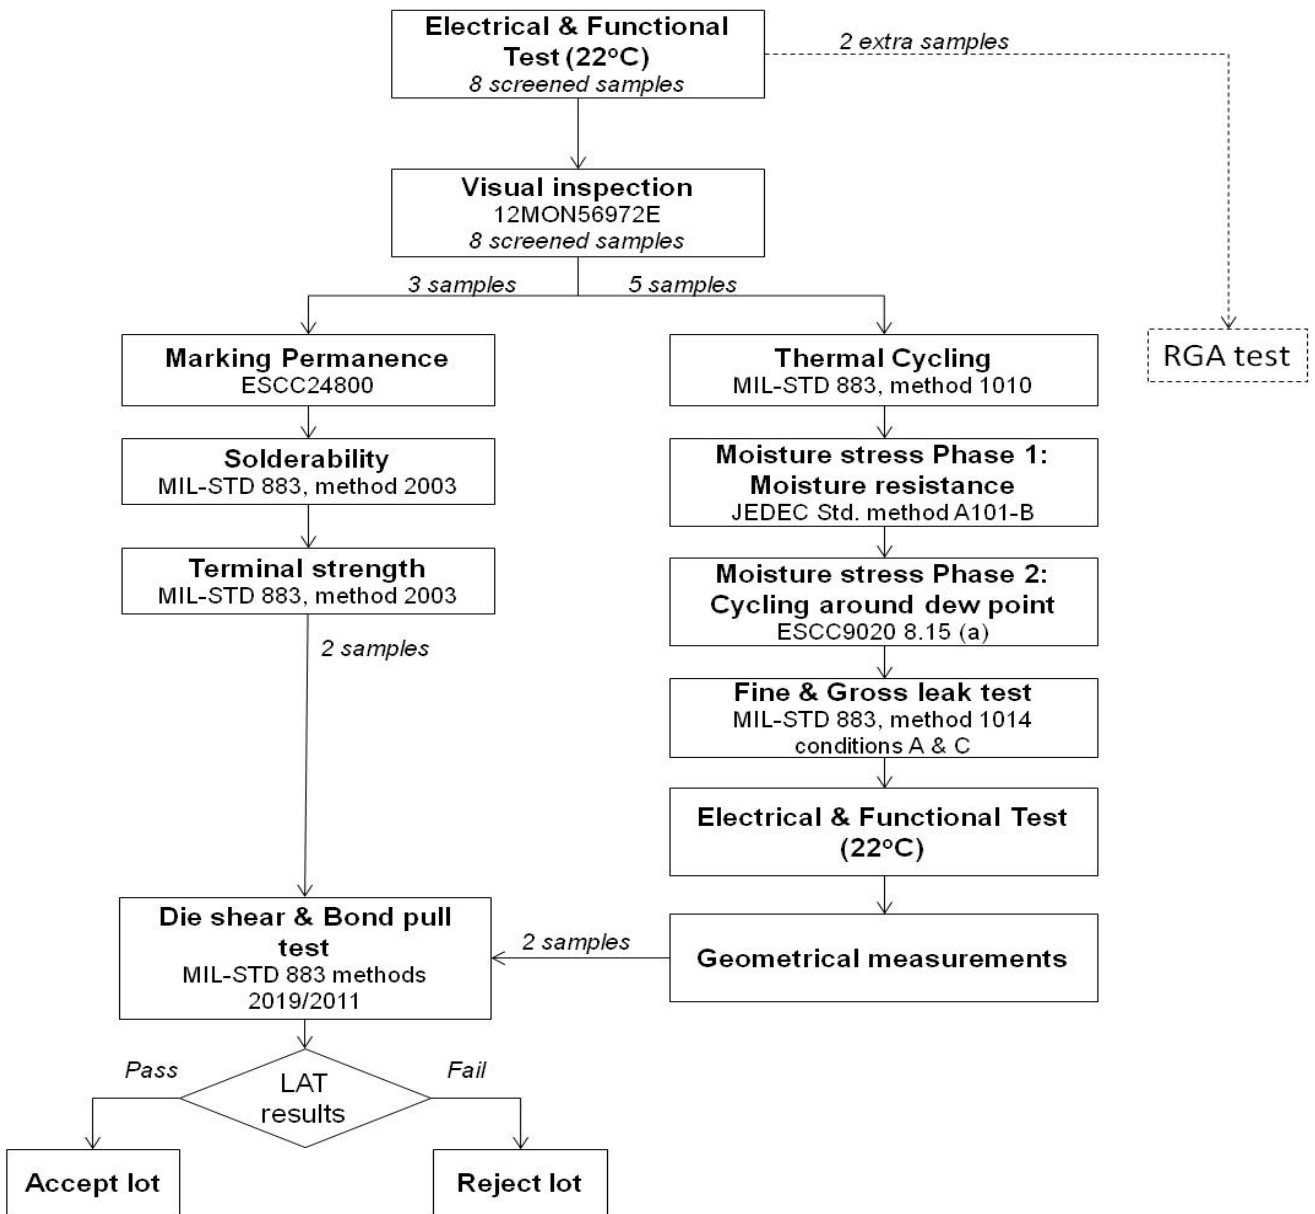 Electrical & Functional
Test (22°C)
8 screened samples
2 extra samples
Visual inspection
12MON56972E
8 screened samples
3 samples
5 samples
Marking Permanence
ESCC24800
Thermal Cycling
MIL-STD 883, method 1010
RGA test
Solderability
MIL-STD 883, method 2003
Moisture stress Phase 1:
Moisture resistance
JEDEC Std. method A101-B
Terminal strength
MIL-STD 883, method 2003
Moisture stress Phase 2:
Cycling around dew point
ESCC9020 8.15 (a)
2 samples
Fine & Gross leak test
MIL-STD 883, method 1014
conditions A & C
Electrical & Functional Test
(22°C)
Die shear & Bond pull
test
MIL-STD 883 methods
2019/2011
2 samples
Geometrical measurements
Pass
LAT
results
Fail
Accept lot
Reject lot